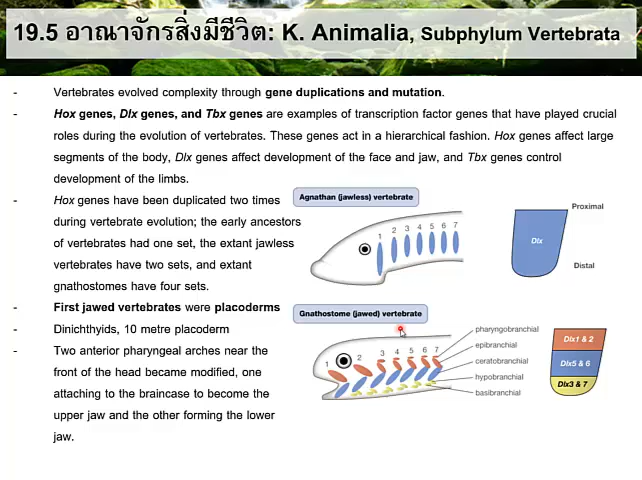 19.5 อาณาจักรสิ่งมีชีวิต: K. Animalia, Subphylum Vertebrata
- Vertebrates evolved complexity through gene duplications and mutation.
- Hox genes, Dlx genes, and Tbx genes are examples of transcription factor genes that have played crucial
roles during the evolution of vertebrates. These genes act in a hierarchical fashion. Hox genes affect large
segments of the body, Dlx genes affect development of the face and jaw, and Tbx genes control
development of the limbs.
- Hox genes have been duplicated two times
during vertebrate evolution; the early ancestors
of vertebrates had one set, the extant jawless
vertebrates have two sets, and extant
gnathostomes have four sets.
- First jawed vertebrates were placoderms
- Dinichthyids, 10 metre placoderm
- Two anterior pharyngeal arches near the
front of the head became modified, one
attaching to the braincase to become the
upper jaw and the other forming the lower
jaw.
Agnathan (jawless) vertebrate
1 2 3 4 5 6 7
Proximal
Dlx
Distal
Gnathostome (jawed) vertebrate
1 2 3 4 5 6 7
pharyngobranchial
epibranchial
ceratobranchial
hypobranchial
basibranchial
Dlx1 & 2
Dlx5 & 6
Dlx3 & 7